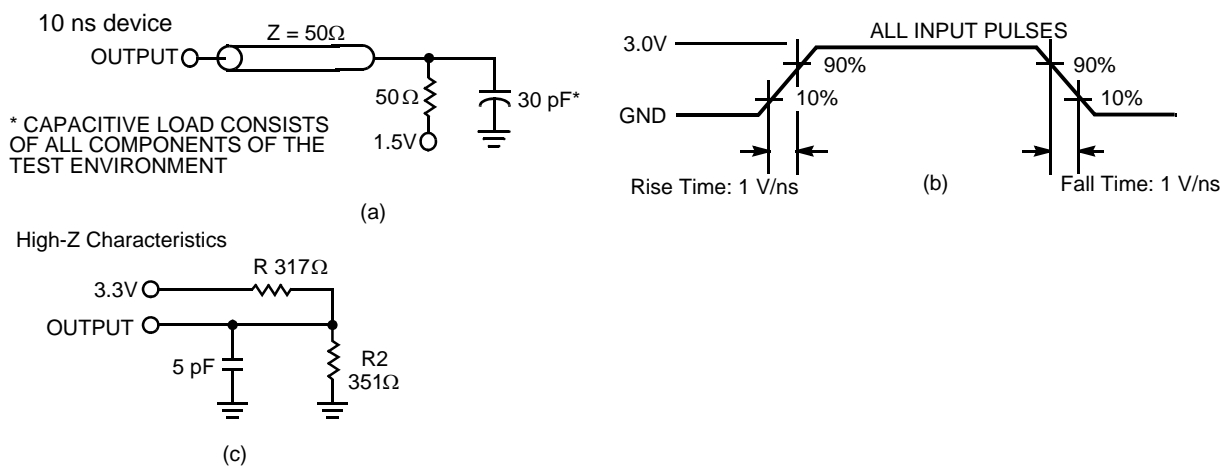 10 ns device
Z = 50Ω
OUTPUT
50 Ω
30 pF*
* CAPACITIVE LOAD CONSISTS
OF ALL COMPONENTS OF THE
TEST ENVIRONMENT
1.5V
(a)
ALL INPUT PULSES
3.0V
90%
90%
10%
10%
GND
Rise Time: 1 V/ns
(b)
Fall Time: 1 V/ns
High-Z Characteristics
R 317Ω
3.3V
OUTPUT
5 pF
R2
351Ω
(c)